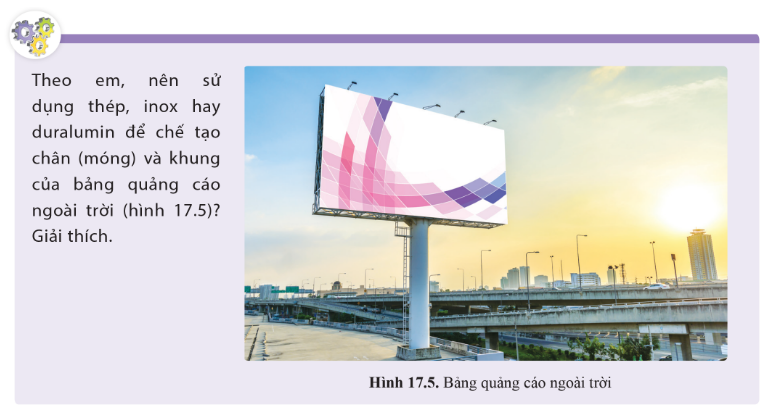 Theo em, nên sử
dụng thép, inox hay
duralumin để chế tạo
chân (móng) và khung
của bảng quảng cáo
ngoài trời (hình 17.5)?
Giải thích.
Hình 17.5. Bảng quảng cáo ngoài trời